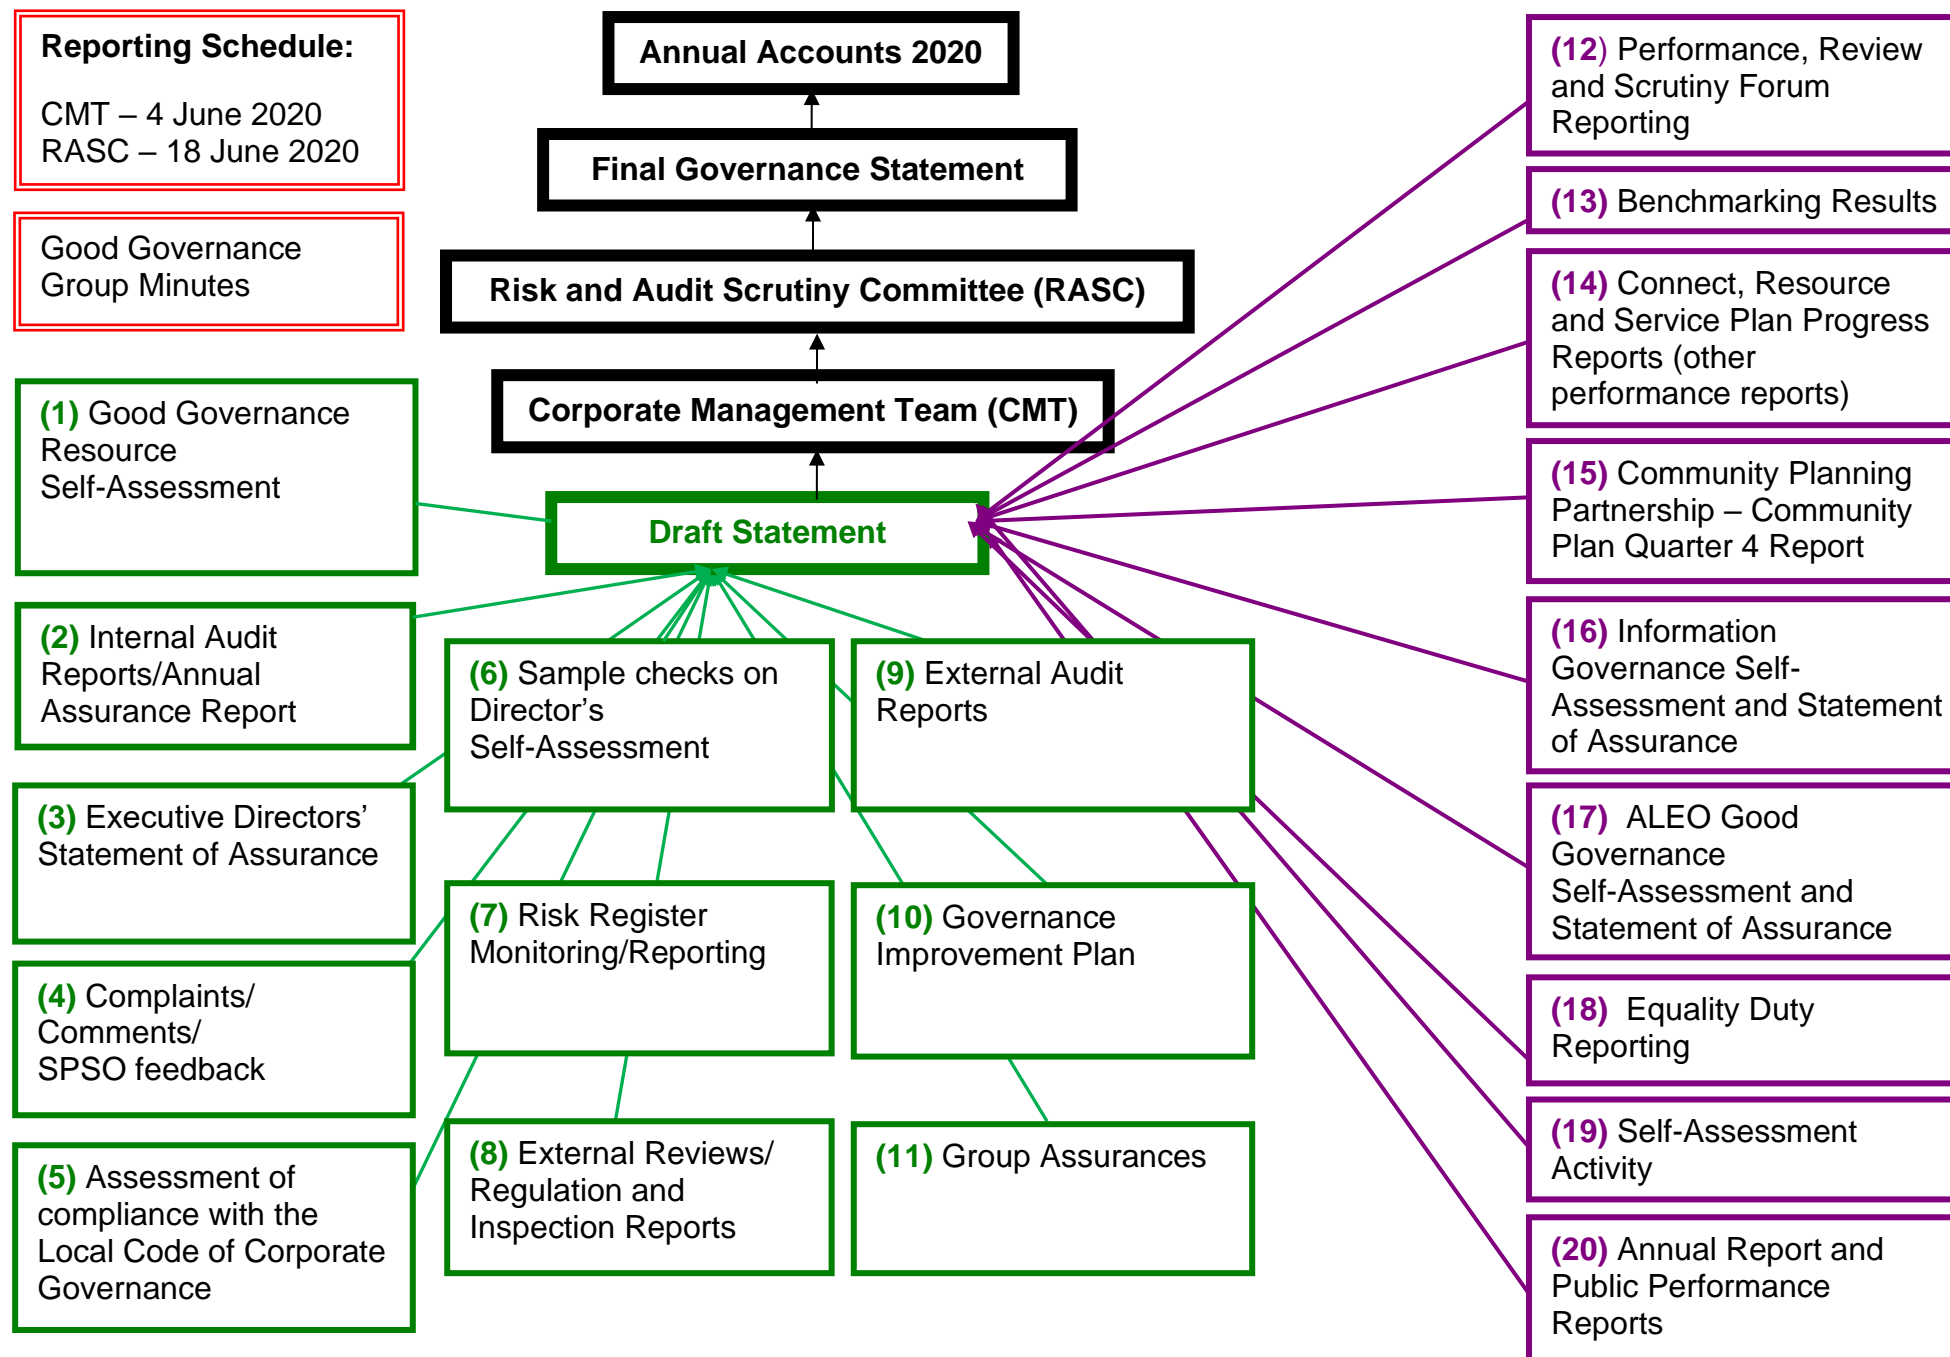 Reporting Schedule:
CMT – 4 June 2020
RASC – 18 June 2020
Good Governance
Group Minutes
Annual Accounts 2020
Final Governance Statement
Risk and Audit Scrutiny Committee (RASC)
Corporate Management Team (CMT)
Draft Statement
(1) Good Governance
Resource
Self-Assessment
(2) Internal Audit
Reports/Annual
Assurance Report
(3) Executive Directors’
Statement of Assurance
(4) Complaints/
Comments/
SPSO feedback
(5) Assessment of
compliance with the
Local Code of Corporate
Governance
(6) Sample checks on
Director’s
Self-Assessment
(7) Risk Register
Monitoring/Reporting
(8) External Reviews/
Regulation and
Inspection Reports
(9) External Audit
Reports
(10) Governance
Improvement Plan
(11) Group Assurances
(12) Performance, Review
and Scrutiny Forum
Reporting
(13) Benchmarking Results
(14) Connect, Resource
and Service Plan Progress
Reports (other
performance reports)
(15) Community Planning
Partnership – Community
Plan Quarter 4 Report
(16) Information
Governance Self-
Assessment and Statement
of Assurance
(17) ALEO Good
Governance
Self-Assessment and
Statement of Assurance
(18) Equality Duty
Reporting
(19) Self-Assessment
Activity
(20) Annual Report and
Public Performance
Reports